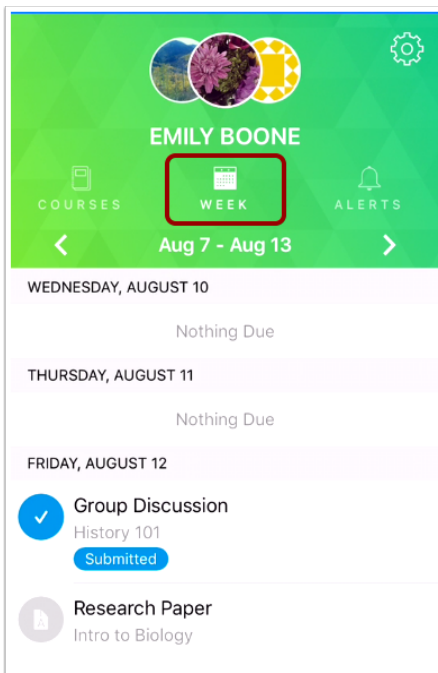 EMILY BOONE
COURSES
WEEK
ALERTS
Aug 7 - Aug 13
WEDNESDAY, AUGUST 10
Nothing Due
THURSDAY, AUGUST 11
Nothing Due
FRIDAY, AUGUST 12
Group Discussion
History 101
Submitted
Research Paper
Intro to Biology